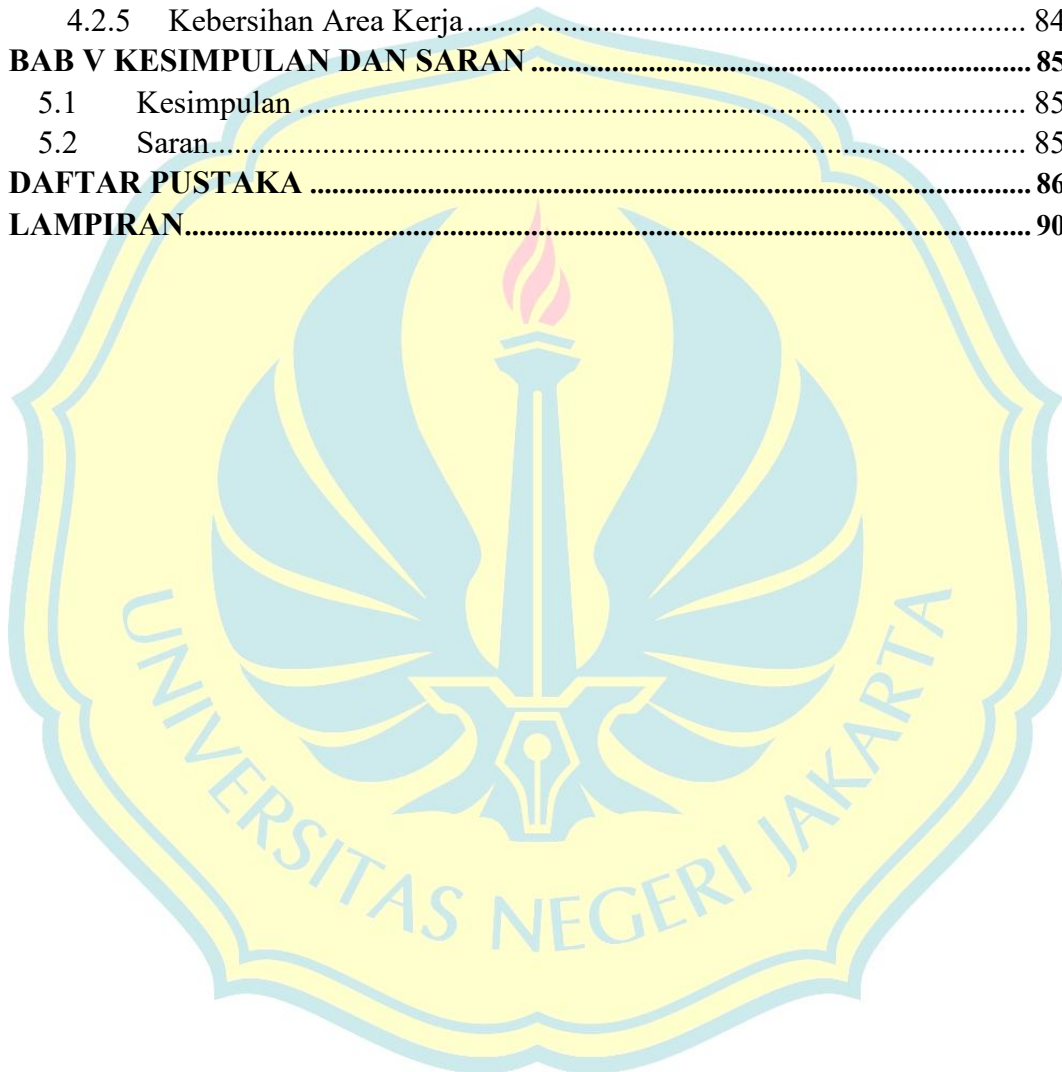 4.2.5 Kebersihan Area Kerja.......................................................................................... 84
BAB V KESIMPULAN DAN SARAN.................................................................................. 85
5.1 Kesimpulan ..................................................................................................................... 85
5.2 Saran................................................................................................................................... 85
DAFTAR PUSTAKA ...................................................................................................................... 86
LAMPIRAN......................................................................................................................................... 90
UNIVERSITAS NEGERI JAKARTA